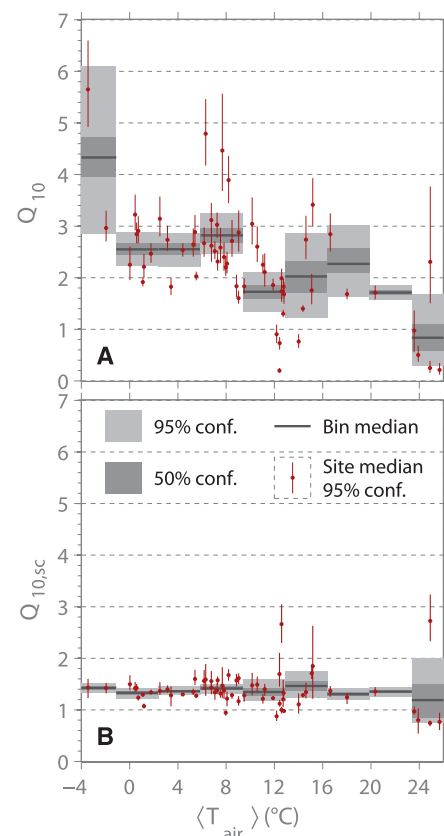 7
6
5
4
3
2
1
0
Q10
A
7
6
5
4
3
2
1
0
Q10,sc
95% conf.
Bin median
50% conf.
Site median
95% conf.
B
−4 0 4 8 12 16 20 24
⟨Tair⟩ (°C)